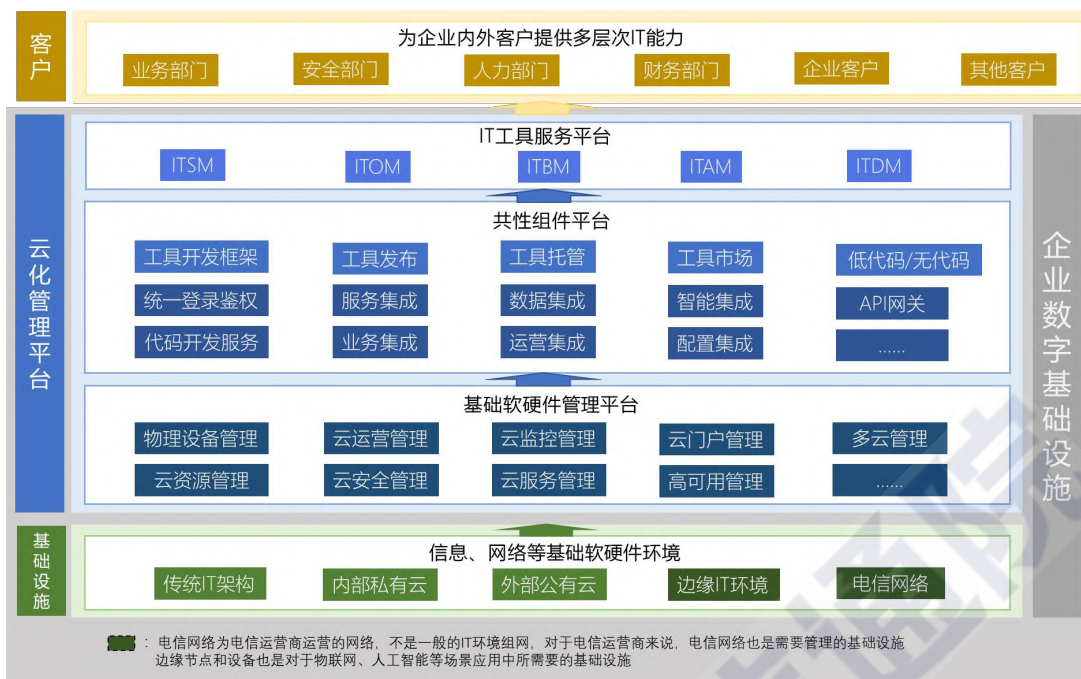 客户
为企业内外客户提供多层次IT能力
业务部门 安全部门 人力部门 财务部门 企业客户 其他客户
云化管理平台
IT工具服务平台
ITSM ITOM ITBM ITAM ITDM
共性组件平台
工具开发框架 工具发布 工具托管 工具市场 低代码/无代码
统一登录鉴权 服务集成 数据集成 智能集成 API网关
代码开发服务 业务集成 运营集成 配置集成 ......
基础软硬件管理平台
物理设备管理 云运营管理 云监控管理 云门户管理 多云管理
云资源管理 云安全管理 云服务管理 高可用管理 ......
企业数字基础设施
基础设施
信息、网络等基础软硬件环境
传统IT架构 内部私有云 外部公有云 边缘IT环境 电信网络
：电信网络为电信运营商运营的网络，不是一般的IT环境组网，对于电信运营商来说，电信网络也是需要管理的基础设施
边缘节点和设备也是对于物联网、人工智能等场景应用中所需要的基础设施
通院